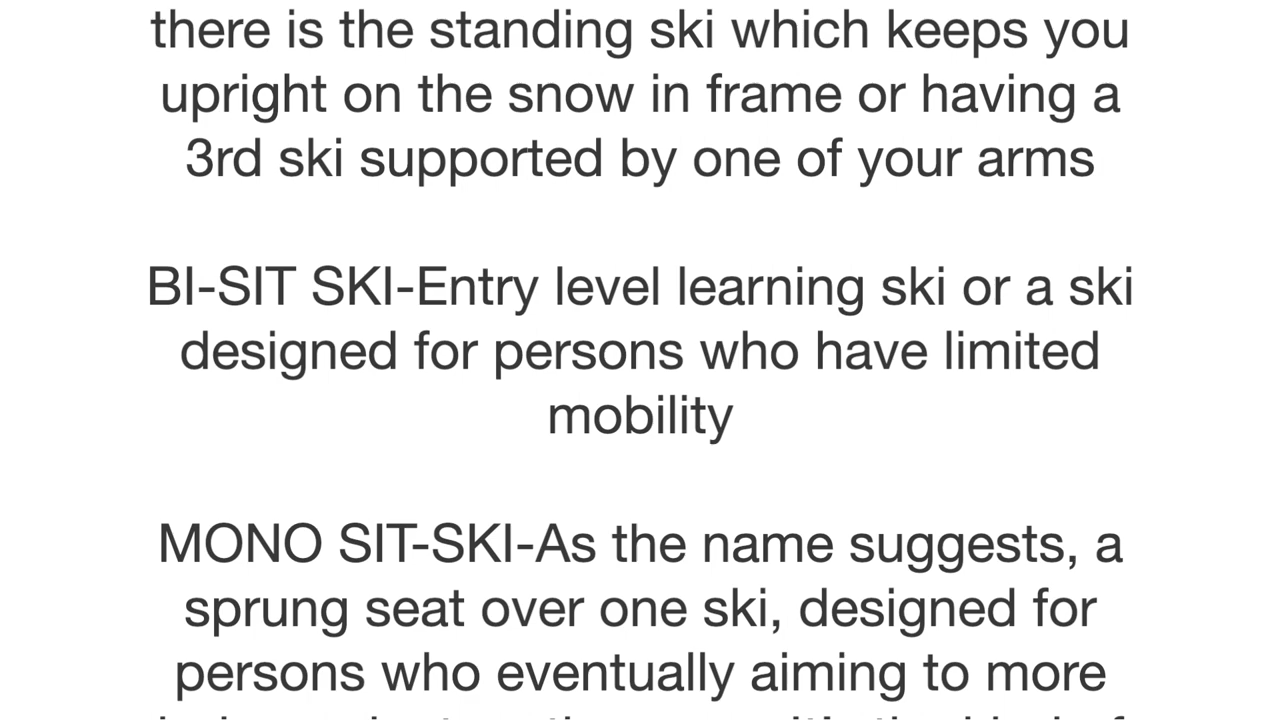 there is the standing ski which keeps you
upright on the snow in frame or having a
3rd ski supported by one of your arms
BI-SIT SKI-Entry level learning ski or a ski
designed for persons who have limited
mobility
MONO SIT-SKI-As the name suggests, a
sprung seat over one ski, designed for
persons who eventually aiming to more